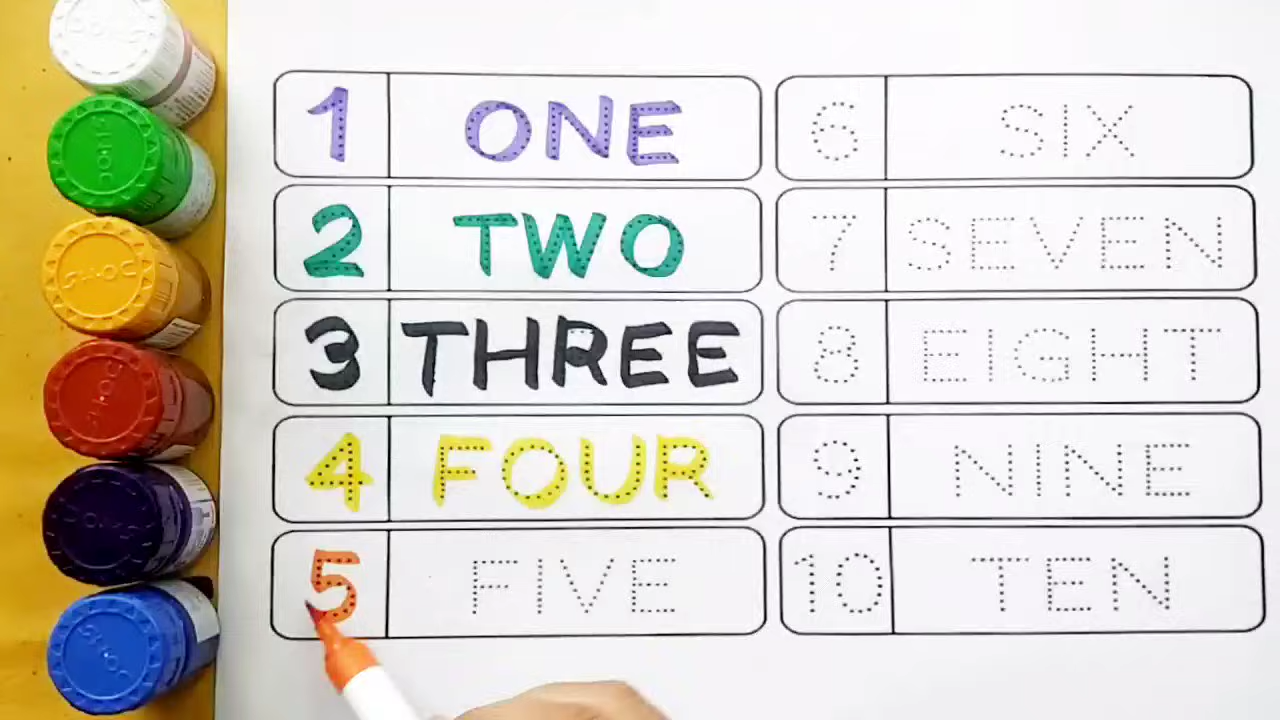 1 ONE
2 TWO
3 THREE
4 FOUR
5 FIVE
6 SIX
7 SEVEN
8 EIGHT
9 NINE
10 TEN